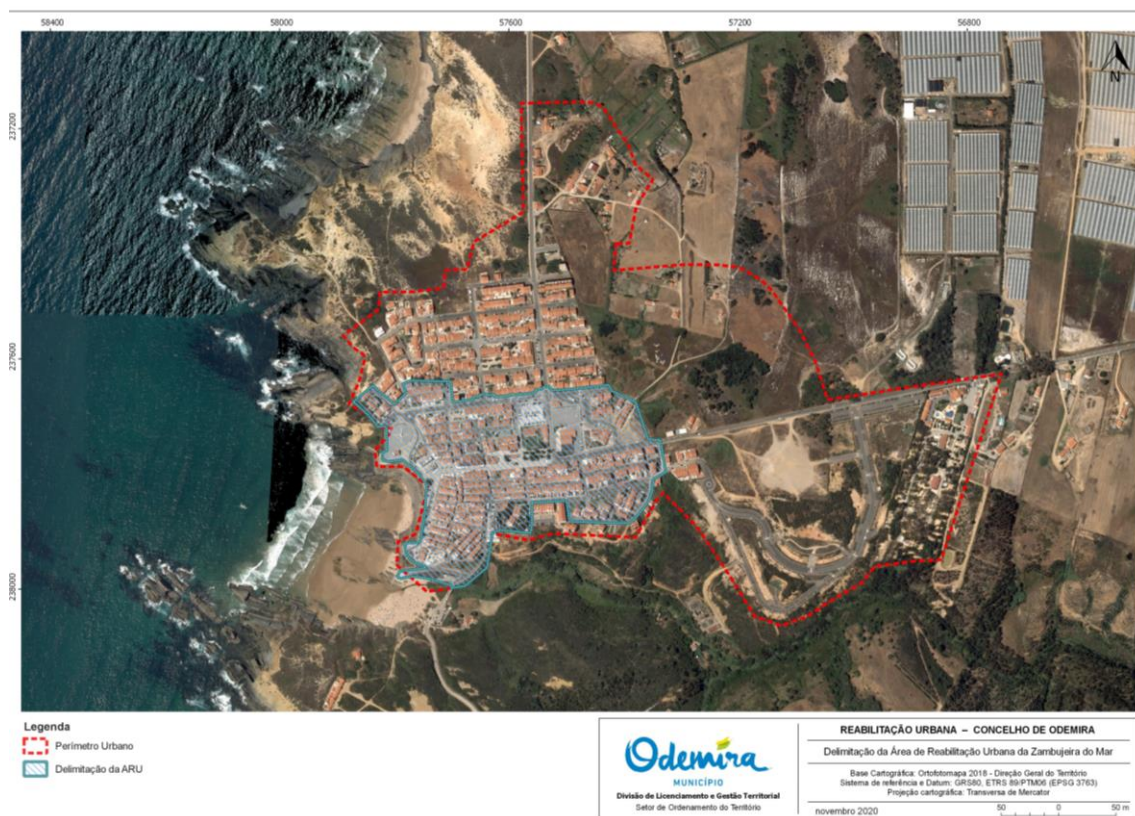 58400
58000
57600
57200
56800
237200
237600
238000
N
Legenda
Perímetro Urbano
Delimitação da ARU
Odemira
MUNICÍPIO
Divisão de Licenciamento e Gestão Territorial
Setor de Ordenamento do Território
REABILITAÇÃO URBANA – CONCELHO DE ODEMIRA
Delimitação da Área de Reabilitação Urbana da Zambujeira do Mar
Base Cartográfica: Ortofotomapa 2018 - Direção Geral do Território
Sistema de referência e Datum: GRS80, ETRS 89/PTM06 (EPSG 3763)
Projeção cartográfica: Transversa de Mercator
novembro 2020
50 0 50 m